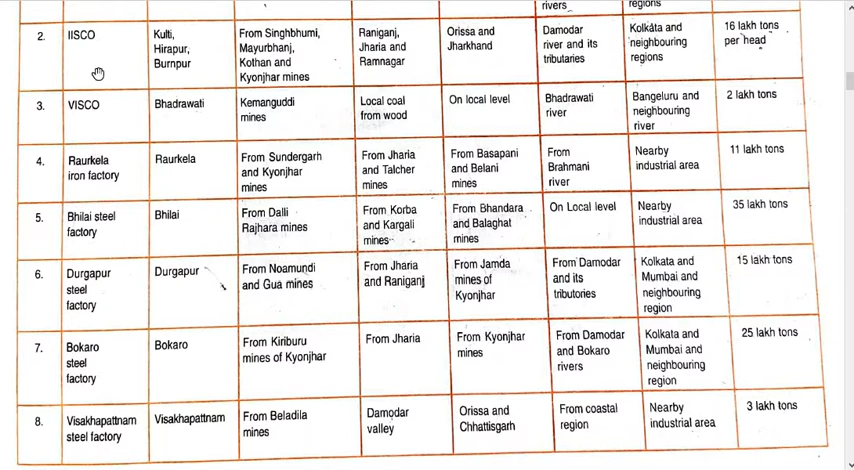 rivers
regions
2.
IISCO
Kulti,
Hirapur,
Burnpur
From Singhbhumi,
Mayurbhanj,
Kothan and
Kyonjhar mines
Raniganj,
Jharia and
Ramnagar
Orissa and
Jharkhand
Damodar
river and its
tributaries
Kolkata and
neighbouring
regions
16 lakh tons
per head
3.
VISCO
Bhadrawati
Kemanguddi
mines
Local coal
from wood
On local level
Bhadrawati
river
Bangeluru and
neighbouring
river
2 lakh tons
4.
Raurkela
iron factory
Raurkela
From Sundergarh
and Kyonjhar
mines
From Jharia
and Talcher
mines
From Basapani
and Belani
mines
From
Brahmani
river
Nearby
industrial area
11 lakh tons
5.
Bhilai steel
factory
Bhilai
From Dalli
Rajhara mines
From Korba
and Kargali
mines
From Bhandara
and Balaghat
mines
On Local level
Nearby
industrial area
35 lakh tons
6.
Durgapur
steel
factory
Durgapur
From Noamundi
and Gua mines
From Jharia
and Raniganj
From Jamda
mines of
Kyonjhar
From Damodar
and its
tributories
Kolkata and
Mumbai and
neighbouring
region
15 lakh tons
7.
Bokaro
steel
factory
Bokaro
From Kiriburu
mines of Kyonjhar
From Jharia
From Kyonjhar
mines
From Damodar
and Bokaro
rivers
Kolkata and
Mumbai and
neighbouring
region
25 lakh tons
8.
Visakhapattnam
steel factory
Visakhapattnam
From Beladila
mines
Damodar
valley
Orissa and
Chhattisgarh
From coastal
region
Nearby
industrial area
3 lakh tons